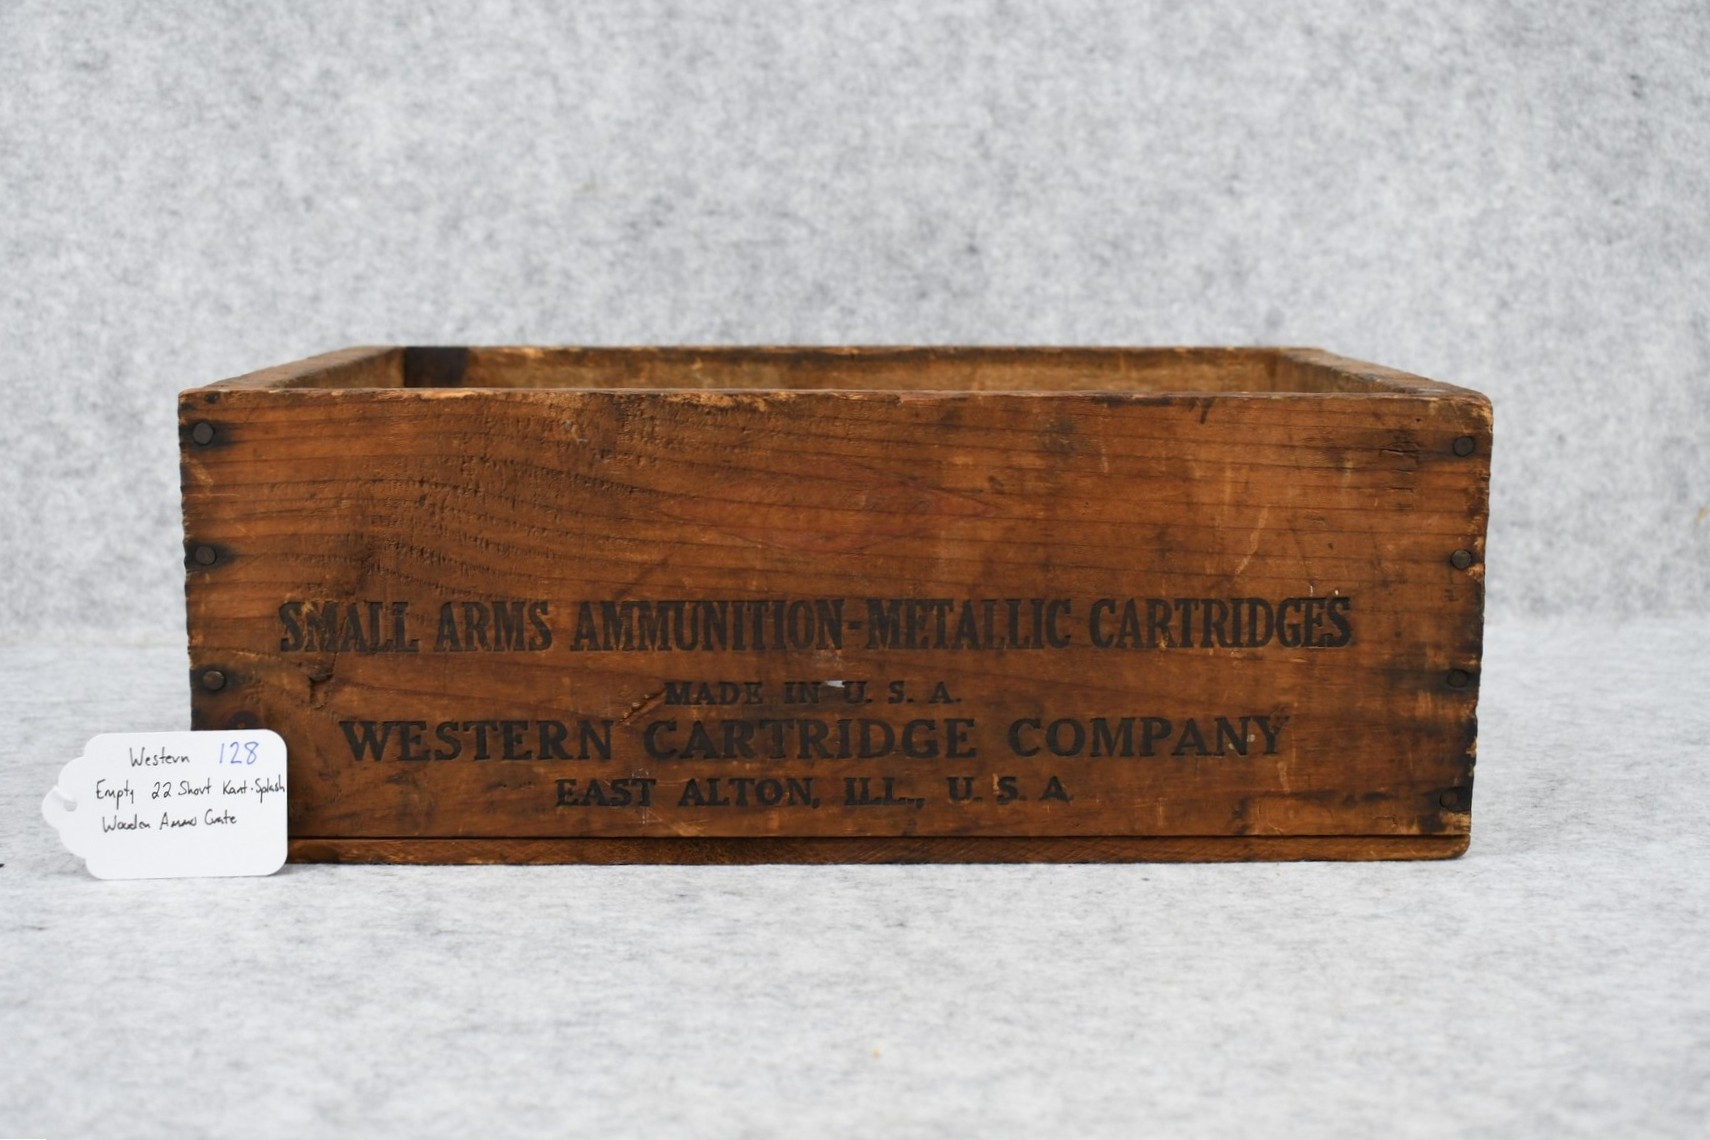 SMALL ARMS AMMUNITION-METALLIC CARTRIDGES
MADE IN U. S. A.
WESTERN CARTRIDGE COMPANY
EAST ALTON, ILL., U. S. A
Western 128
Empty 22 Short Kant-Splash
Wooden Ammo Crate